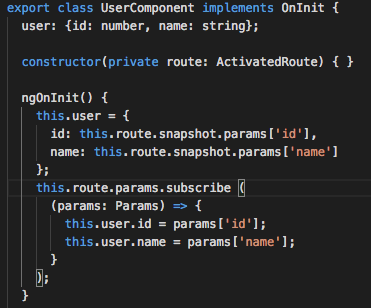 export class UserComponent implements OnInit {
  user: {id: number, name: string};

  constructor(private route: ActivatedRoute) { }

  ngOnInit() {
    this.user = {
      id: this.route.snapshot.params['id'],
      name: this.route.snapshot.params['name']
    };
    this.route.params.subscribe (
      (params: Params) => {
        this.user.id = params['id'];
        this.user.name = params['name'];
      }
    );
  }